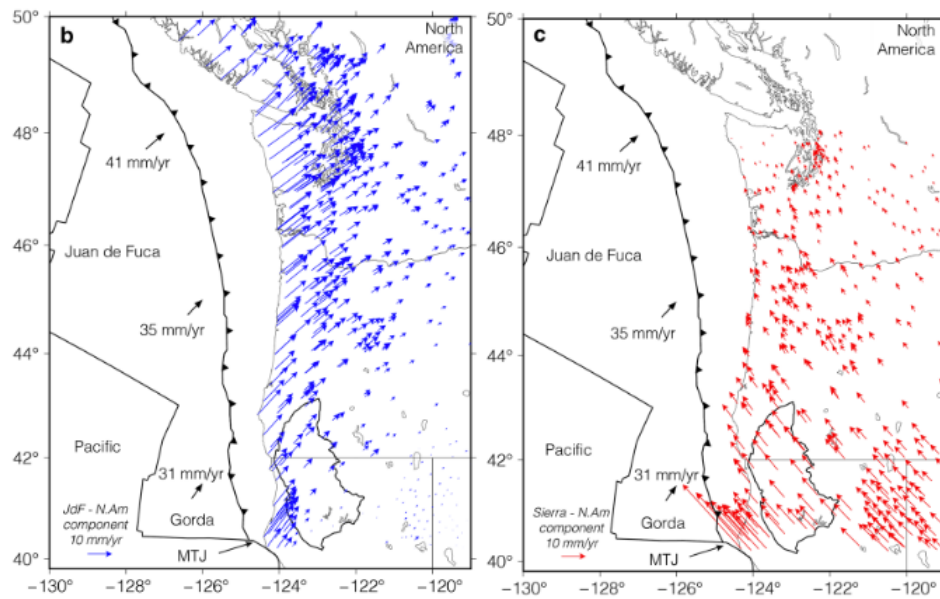 b
North
America
50°
48°
46°
44°
42°
40°
41 mm/yr
Juan de Fuca
35 mm/yr
Pacific
31 mm/yr
JdF - N.Am
component
10 mm/yr
Gorda
MTJ
−130
−128
−126
−124
−122
−120
c
North
America
50°
48°
46°
44°
42°
40°
41 mm/yr
Juan de Fuca
35 mm/yr
Pacific
31 mm/yr
Sierra - N.Am
component
10 mm/yr
Gorda
MTJ
−130
−128
−126
−124
−122
−120